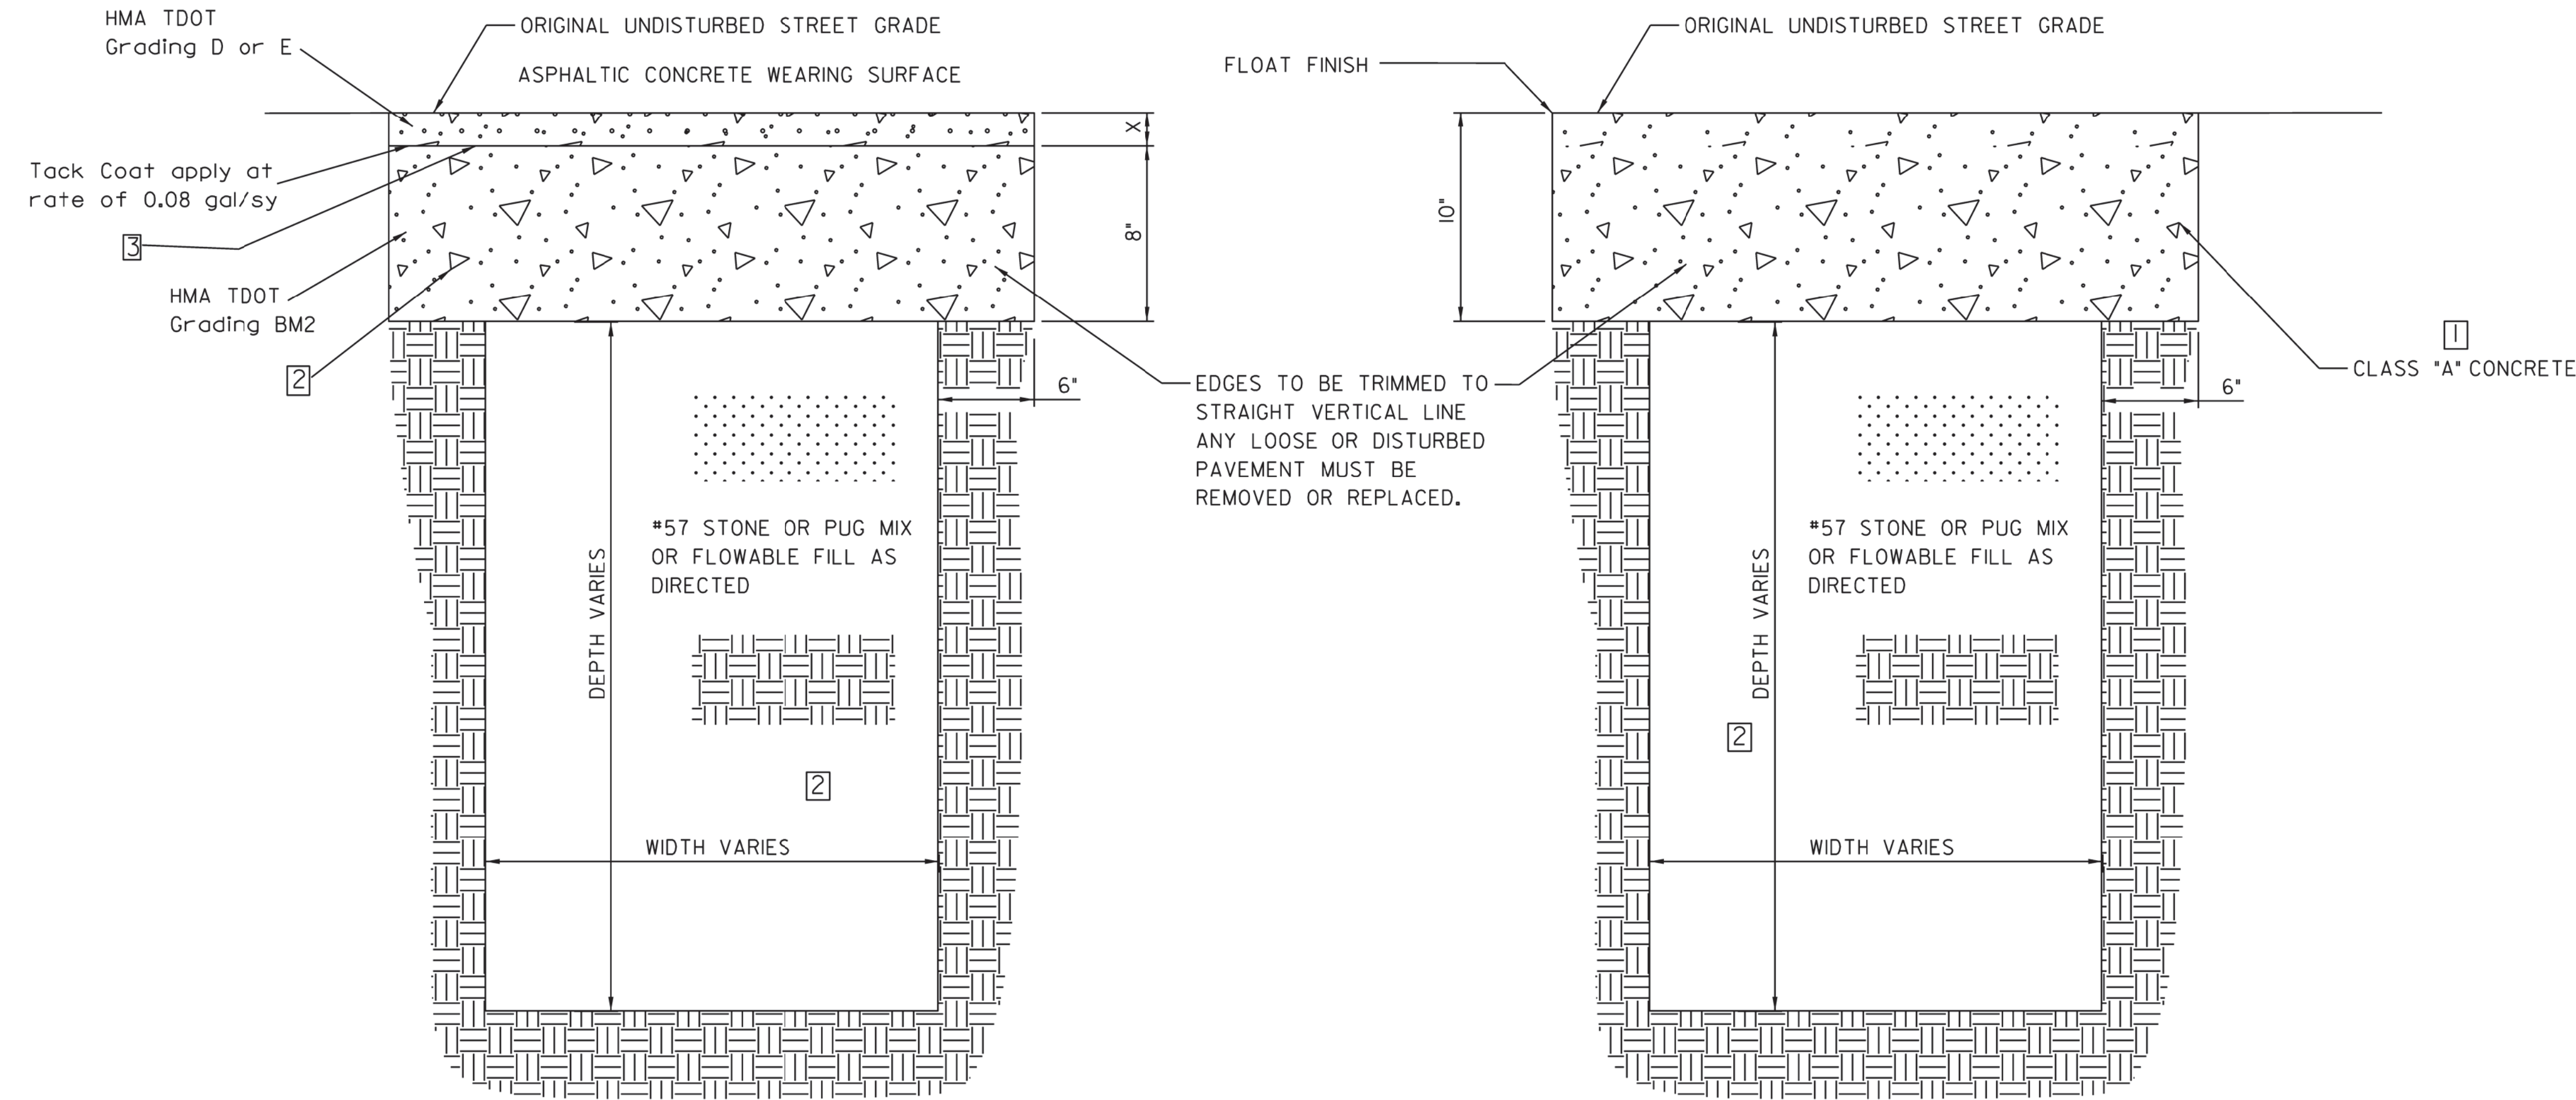 HMA TDOT
Grading D or E
ORIGINAL UNDISTURBED STREET GRADE
ASPHALTIC CONCRETE WEARING SURFACE
Tack Coat apply at
rate of 0.08 gal/sy
3
HMA TDOT
Grading BM2
2
X
8"
6"
DEPTH VARIES
#57 STONE OR PUG MIX
OR FLOWABLE FILL AS
DIRECTED
2
WIDTH VARIES
EDGES TO BE TRIMMED TO
STRAIGHT VERTICAL LINE
ANY LOOSE OR DISTURBED
PAVEMENT MUST BE
REMOVED OR REPLACED.
FLOAT FINISH
ORIGINAL UNDISTURBED STREET GRADE
10"
1
CLASS "A" CONCRETE
6"
DEPTH VARIES
#57 STONE OR PUG MIX
OR FLOWABLE FILL AS
DIRECTED
2
WIDTH VARIES